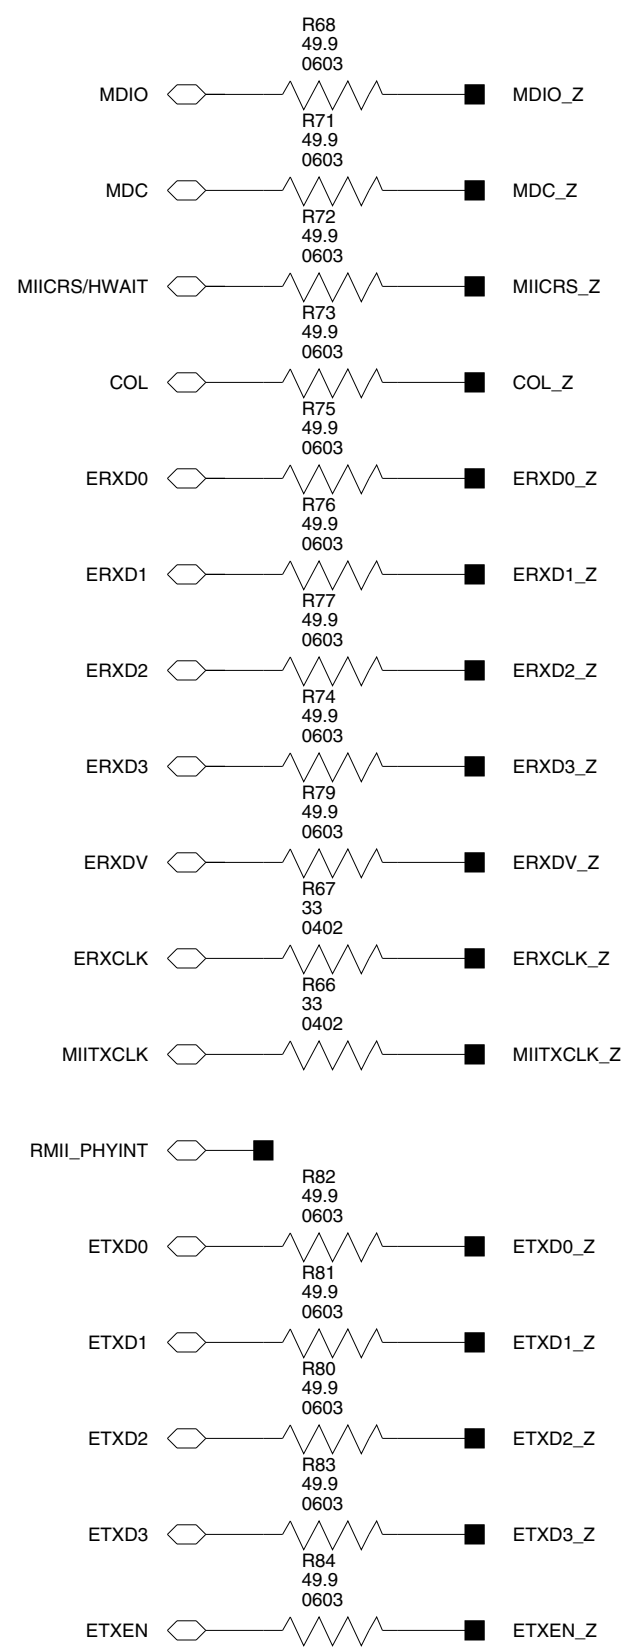 R68
49.9
0603
MDIO MDIO_Z
R71
49.9
0603
MDC MDC_Z
R72
49.9
0603
MIICRS/HWAIT MIICRS_Z
R73
49.9
0603
COL COL_Z
R75
49.9
0603
ERXD0 ERXD0_Z
R76
49.9
0603
ERXD1 ERXD1_Z
R77
49.9
0603
ERXD2 ERXD2_Z
R74
49.9
0603
ERXD3 ERXD3_Z
R79
49.9
0603
ERXDV ERXDV_Z
R67
33
0402
ERXCLK ERXCLK_Z
R66
33
0402
MIITXCLK MIITXCLK_Z
RMII_PHYINT
R82
49.9
0603
ETXD0 ETXD0_Z
R81
49.9
0603
ETXD1 ETXD1_Z
R80
49.9
0603
ETXD2 ETXD2_Z
R83
49.9
0603
ETXD3 ETXD3_Z
R84
49.9
0603
ETXEN ETXEN_Z